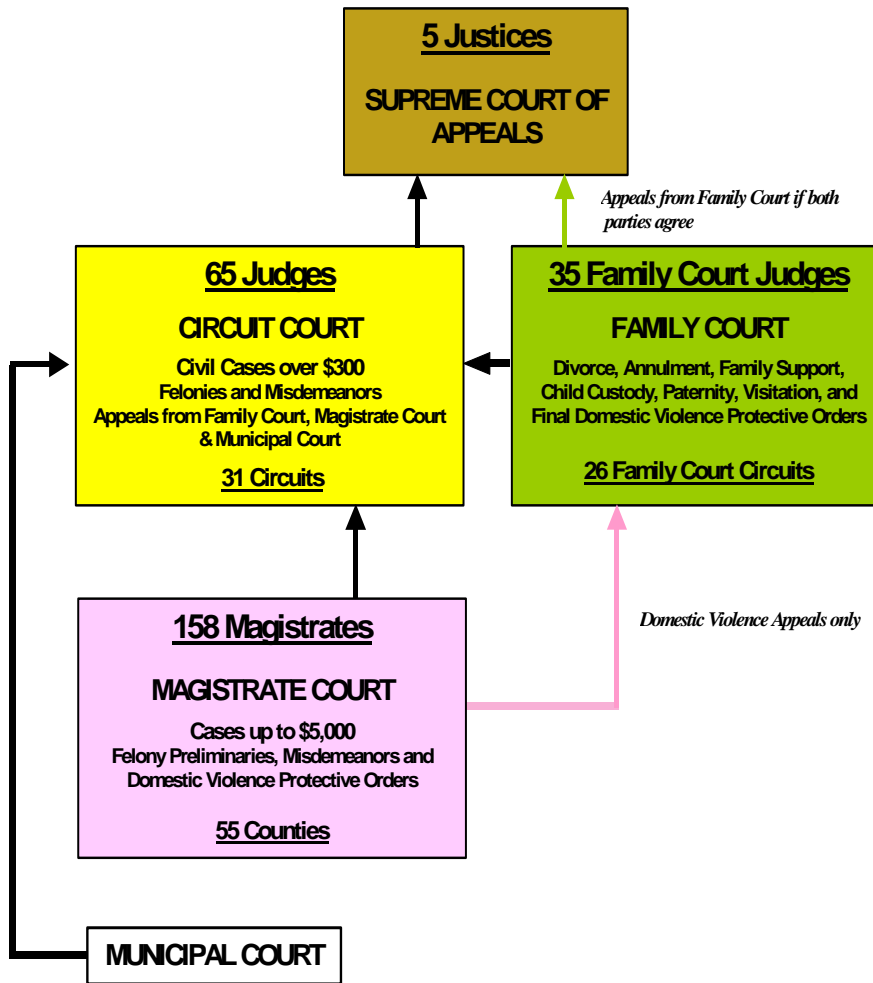 5 Justices
SUPREME COURT OF
APPEALS
Appeals from Family Court if both
parties agree
65 Judges
CIRCUIT COURT
Civil Cases over $300
Felonies and Misdemeanors
Appeals from Family Court, Magistrate Court
& Municipal Court
31 Circuits
35 Family Court Judges
FAMILY COURT
Divorce, Annulment, Family Support,
Child Custody, Paternity, Visitation, and
Final Domestic Violence Protective Orders
26 Family Court Circuits
158 Magistrates
MAGISTRATE COURT
Cases up to $5,000
Felony Preliminaries, Misdemeanors and
Domestic Violence Protective Orders
55 Counties
Domestic Violence Appeals only
MUNICIPAL COURT